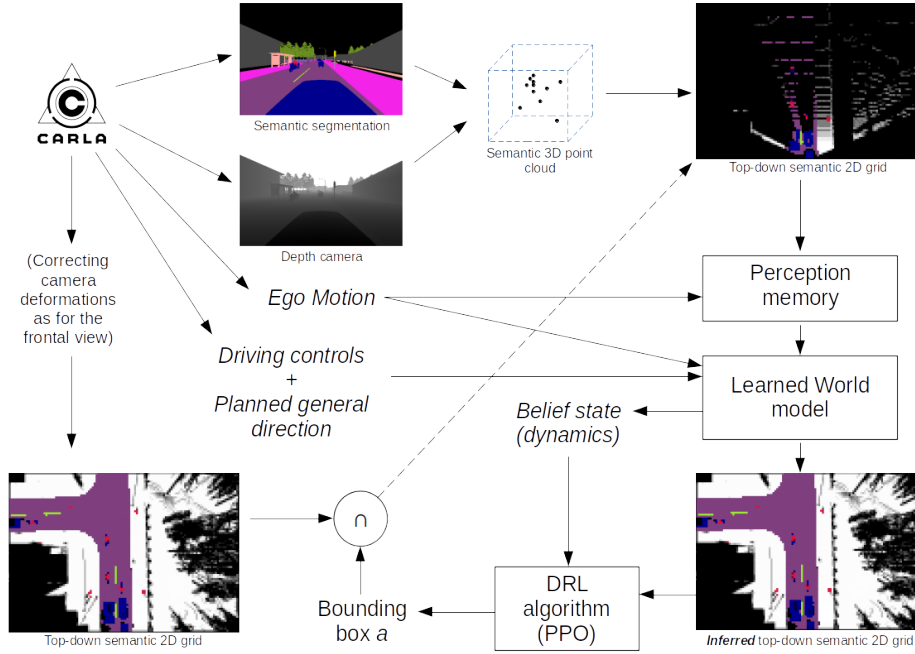 C
CARLA
Semantic segmentation
Depth camera
Semantic 3D point
cloud
Top-down semantic 2D grid
(Correcting
camera
deformations
as for the
frontal view)
Ego Motion
Driving controls
+
Planned general
direction
Perception
memory
Learned World
model
Belief state
(dynamics)
∩
Bounding
box a
DRL
algorithm
(PPO)
Top-down semantic 2D grid
Inferred top-down semantic 2D grid